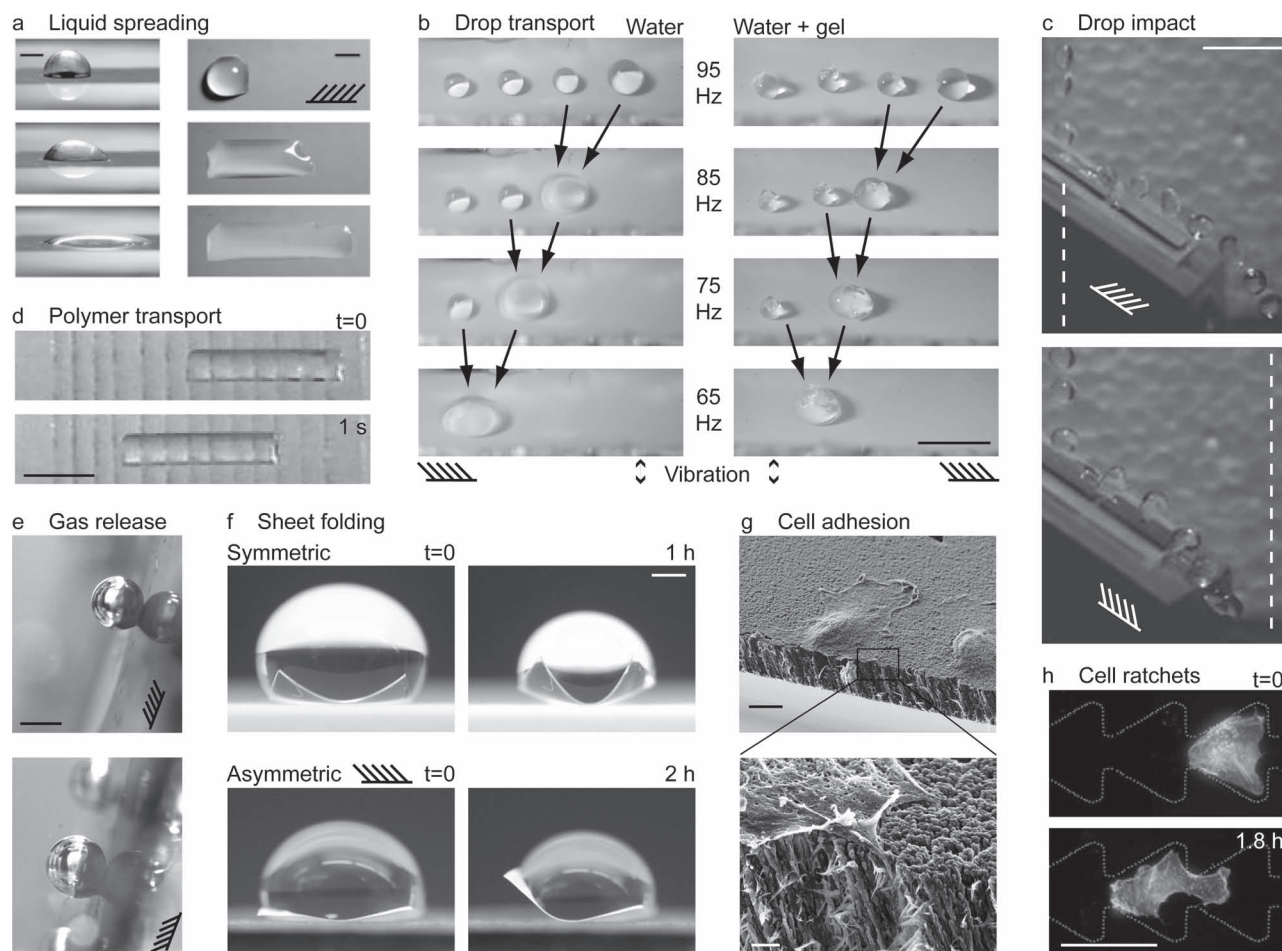 a Liquid spreading
b Drop transport Water Water + gel
95
Hz
85
Hz
75
Hz
65
Hz
Vibration
c Drop impact
d Polymer transport
t=0
1 s
e Gas release
f Sheet folding
Symmetric t=0 1 h
Asymmetric t=0 2 h
g Cell adhesion
h Cell ratchets
t=0
1.8 h